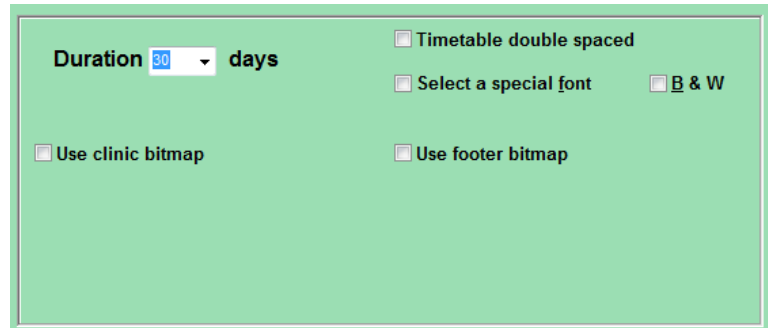 Duration 30 days
Timetable double spaced
Select a special font
B & W
Use clinic bitmap
Use footer bitmap